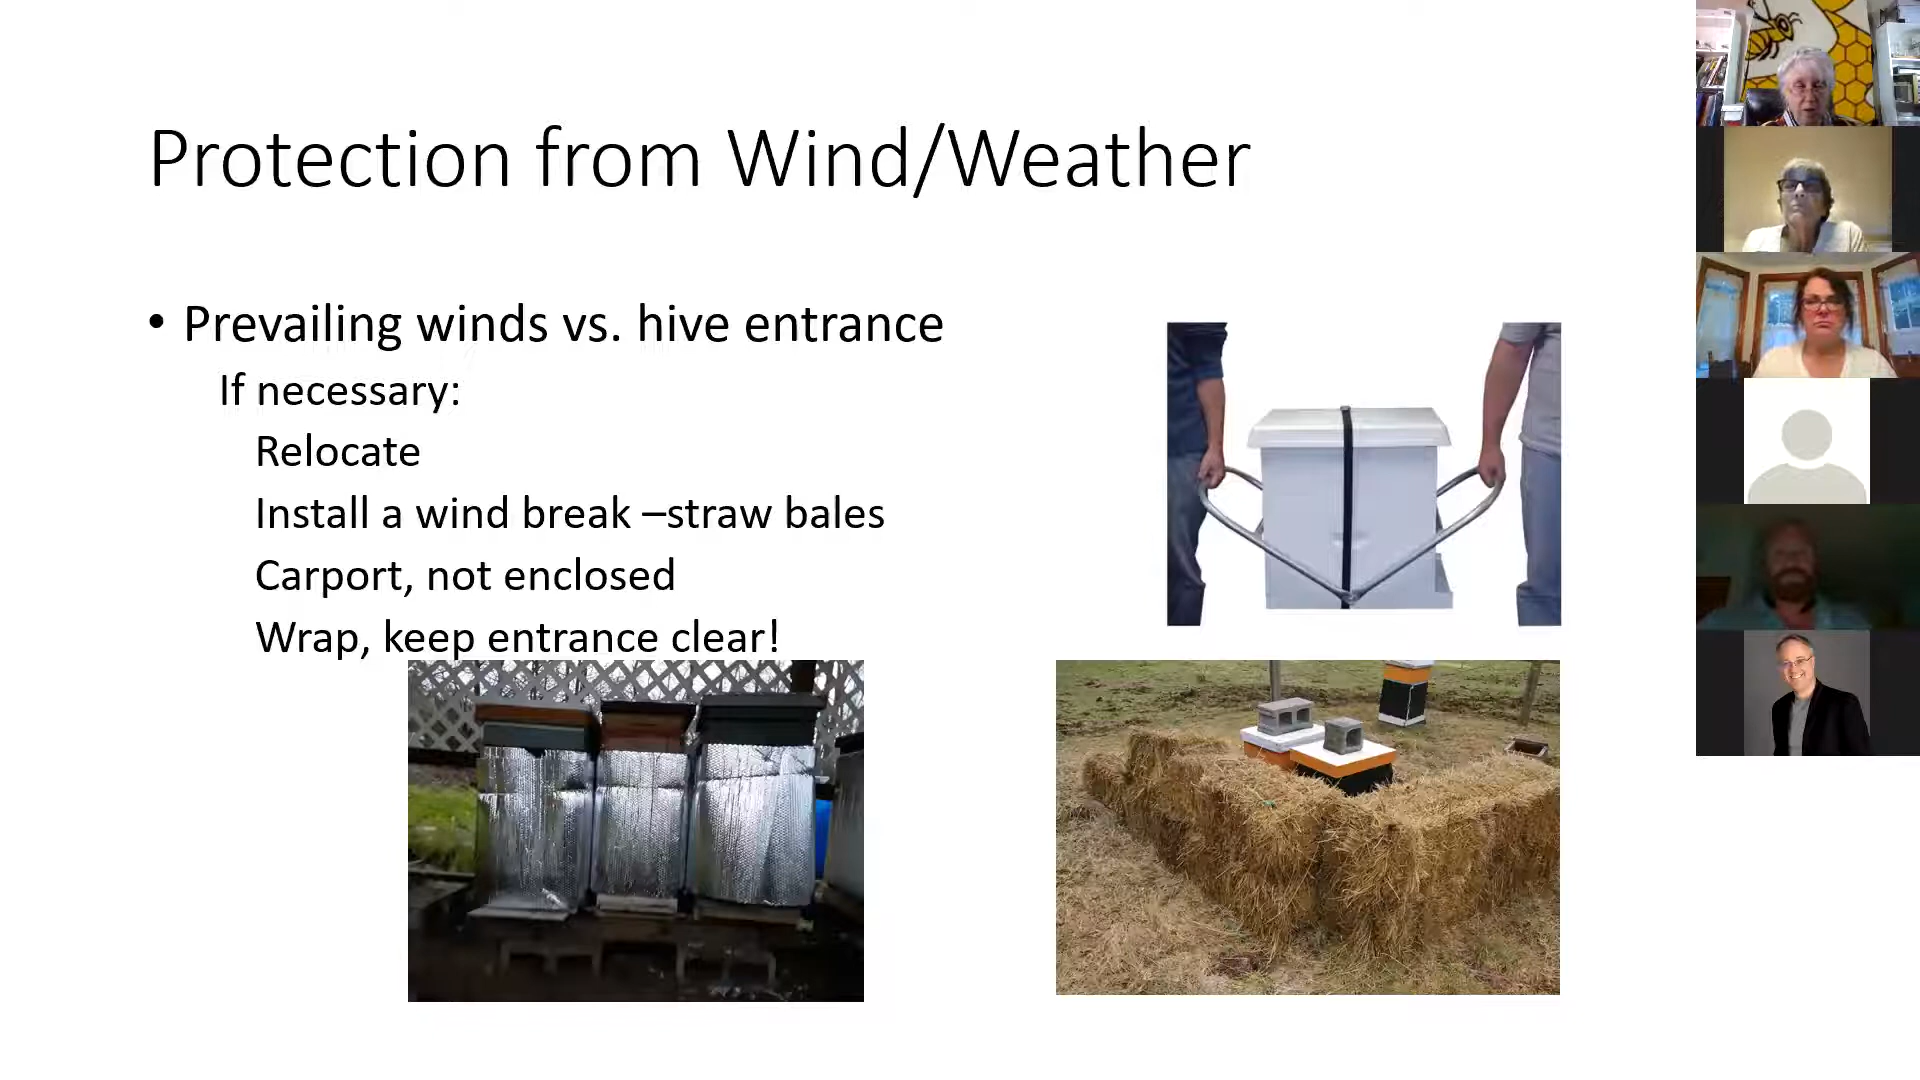 Protection from Wind/Weather
• Prevailing winds vs. hive entrance
If necessary:
Relocate
Install a wind break –straw bales
Carport, not enclosed
Wrap, keep entrance clear!